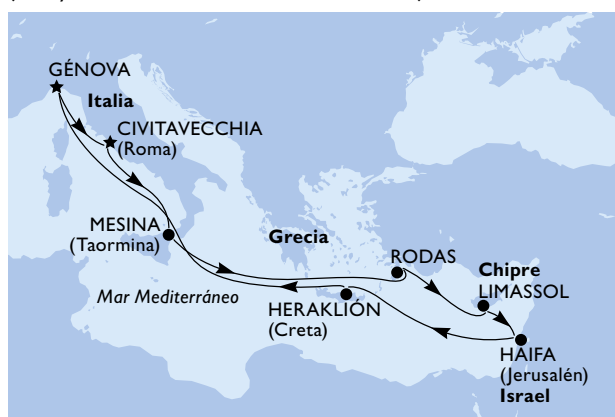 GÉNOVA
Italia
CIVITAVECCHIA
(Roma)
MESINA
(Taormina)
Grecia
RODAS
Chipre
LIMASSOL
Mar Mediterráneo
HERAKLIÓN
(Creta)
HAIFA
(Jerusalén)
Israel